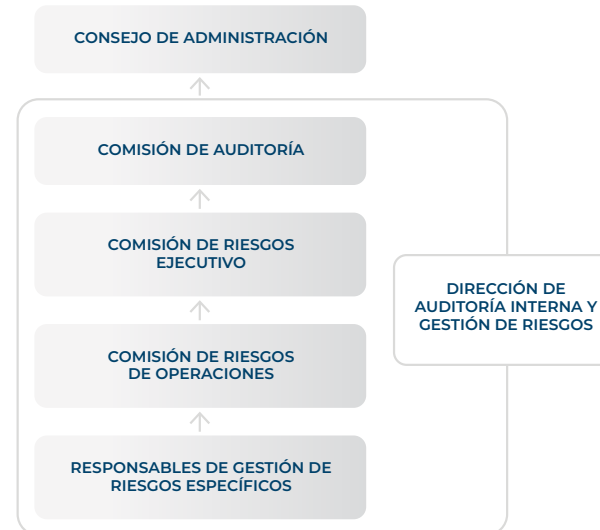 CONSEJO DE ADMINISTRACIÓN
COMISIÓN DE AUDITORÍA
COMISIÓN DE RIESGOS
EJECUTIVO
DIRECCIÓN DE
AUDITORÍA INTERNA Y
GESTIÓN DE RIESGOS
COMISIÓN DE RIESGOS
DE OPERACIONES
RESPONSABLES DE GESTIÓN DE
RIESGOS ESPECÍFICOS